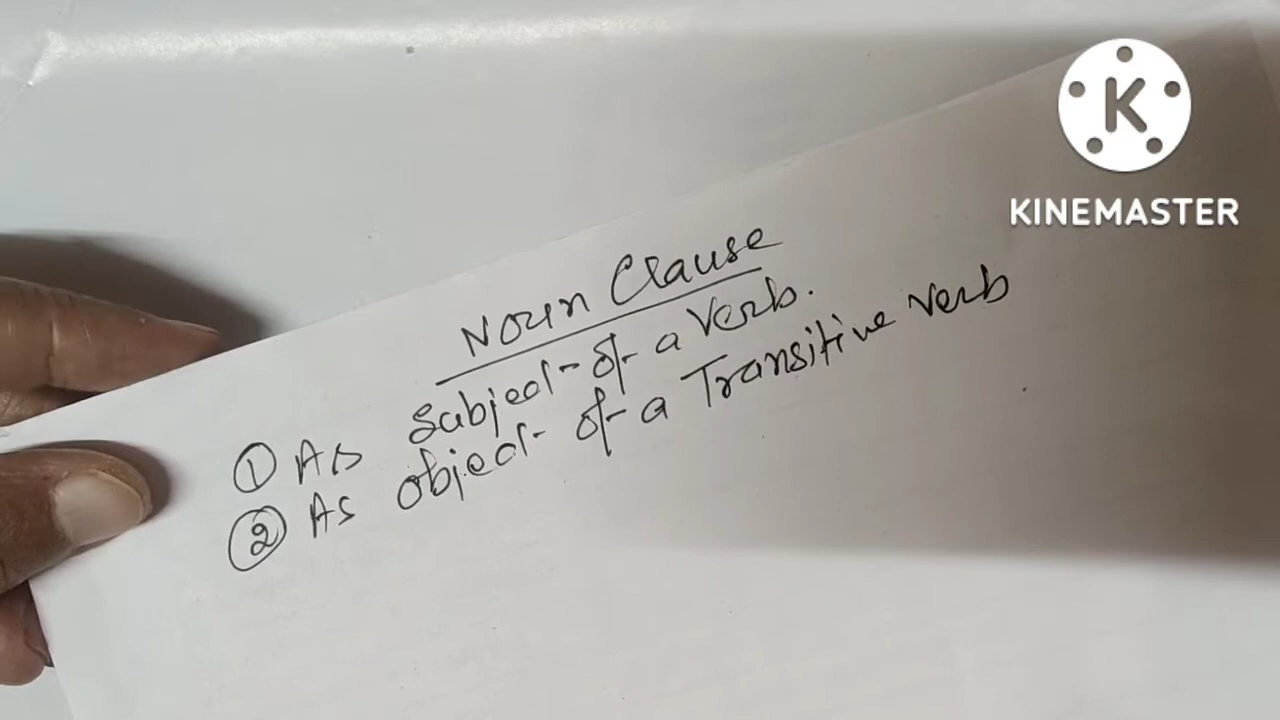 K
KINEMASTER
Noun Clause
① As Subject of a Verb.
② As object of a Transitive Verb